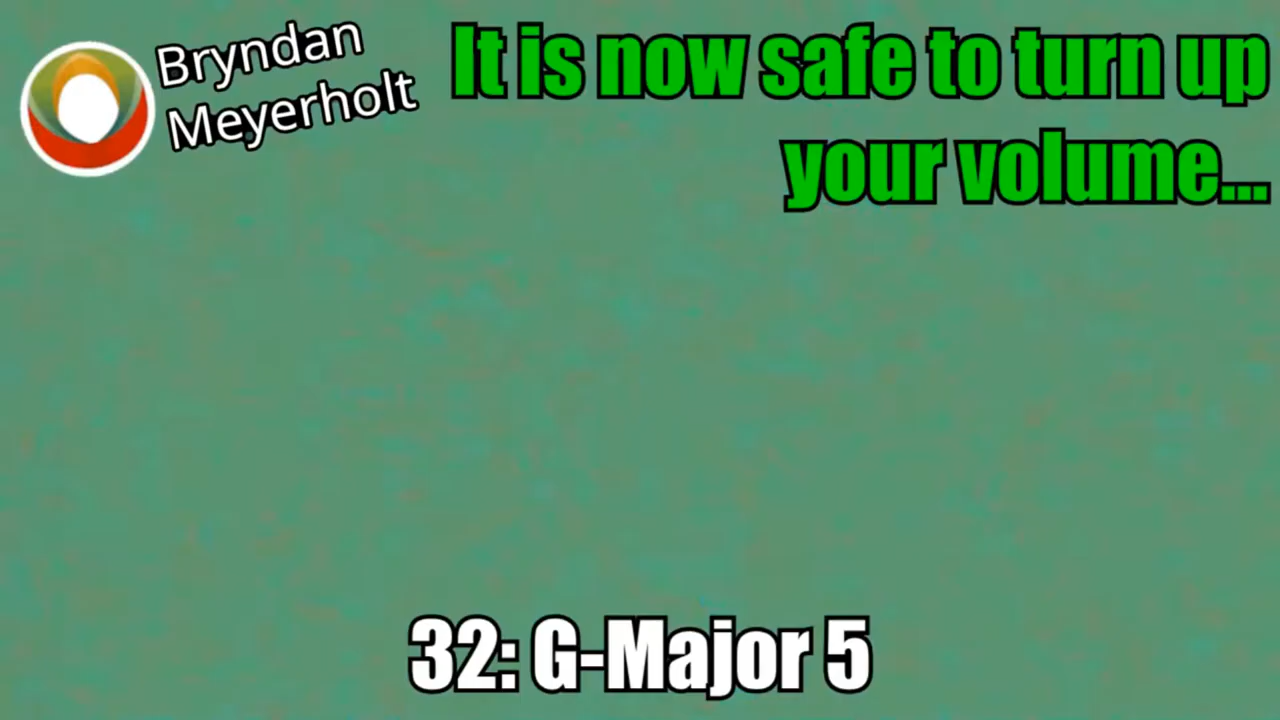 Bryndan
Meyerholt
It is now safe to turn up
your volume...
32: G-Major 5